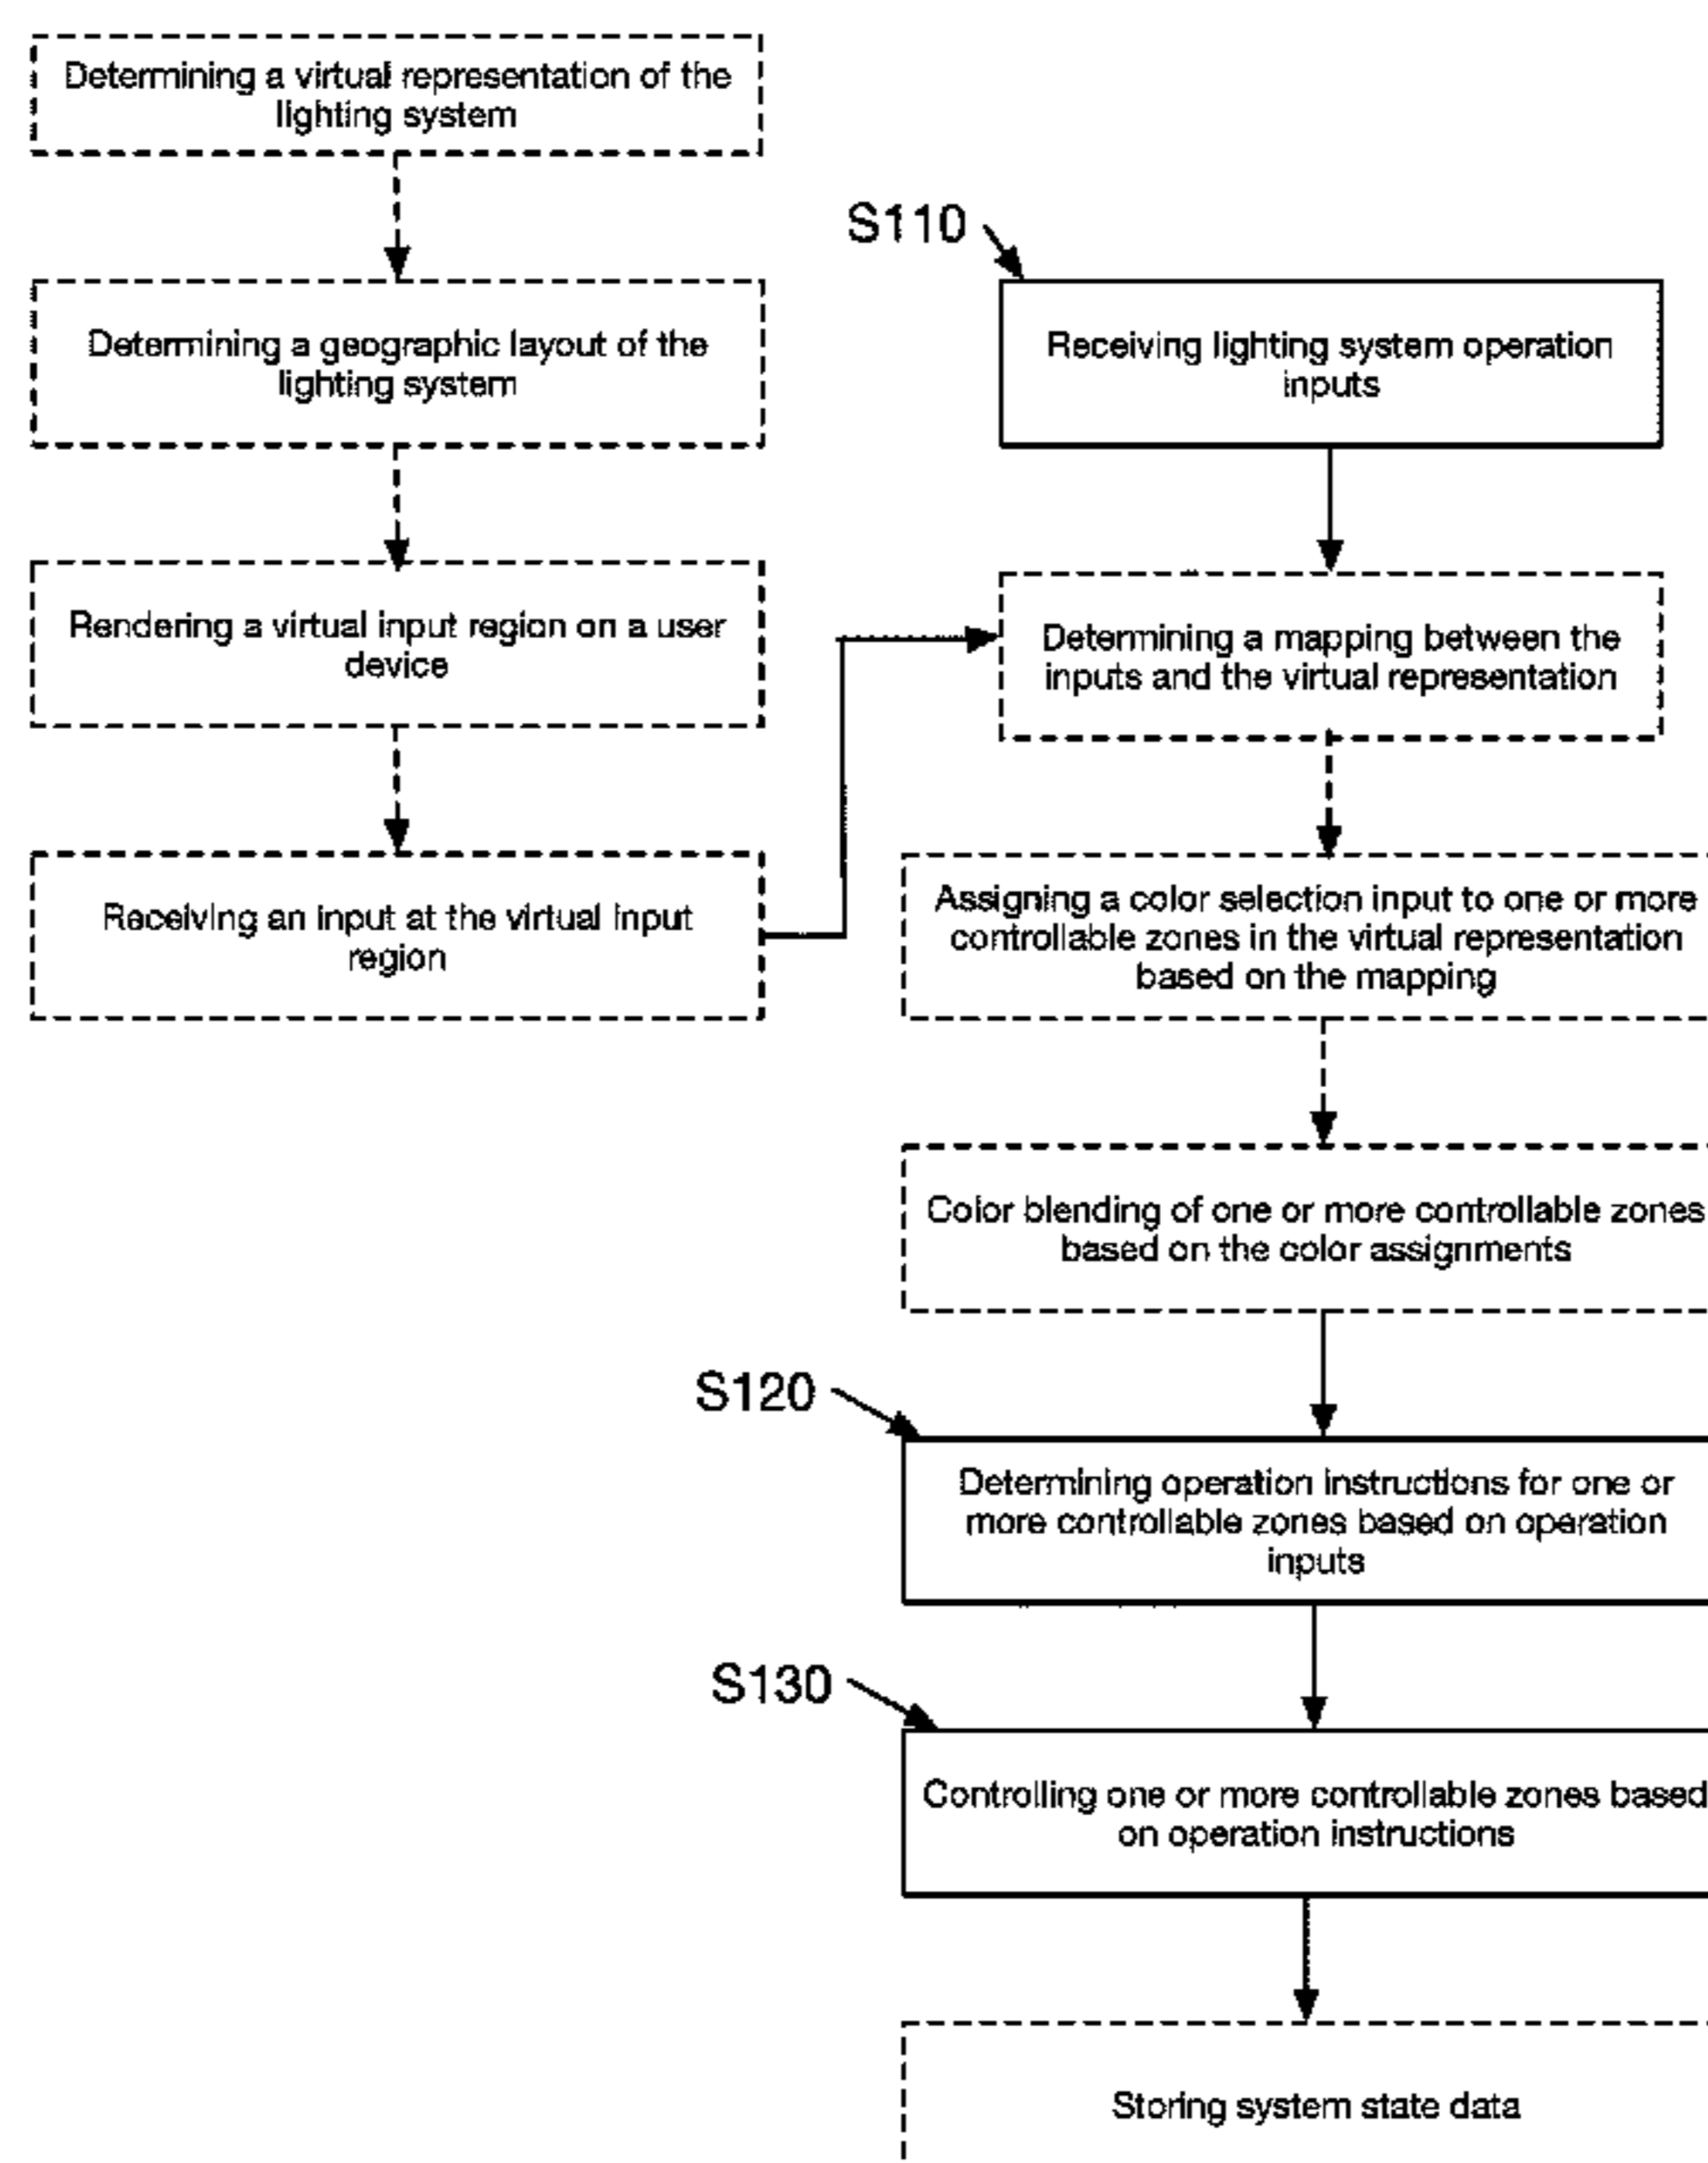 Determining a virtual representation of the
lighting system
Determining a geographic layout of the
lighting system
Rendering a virtual input region on a user
device
Receiving an input at the virtual input
region
S110
Receiving lighting system operation
inputs
Determining a mapping between the
inputs and the virtual representation
Assigning a color selection input to one or more
controllable zones in the virtual representation
based on the mapping
Color blending of one or more controllable zones
based on the color assignments
S120
Determining operation instructions for one or
more controllable zones based on operation
inputs
S130
Controlling one or more controllable zones based
on operation instructions
Storing system state data